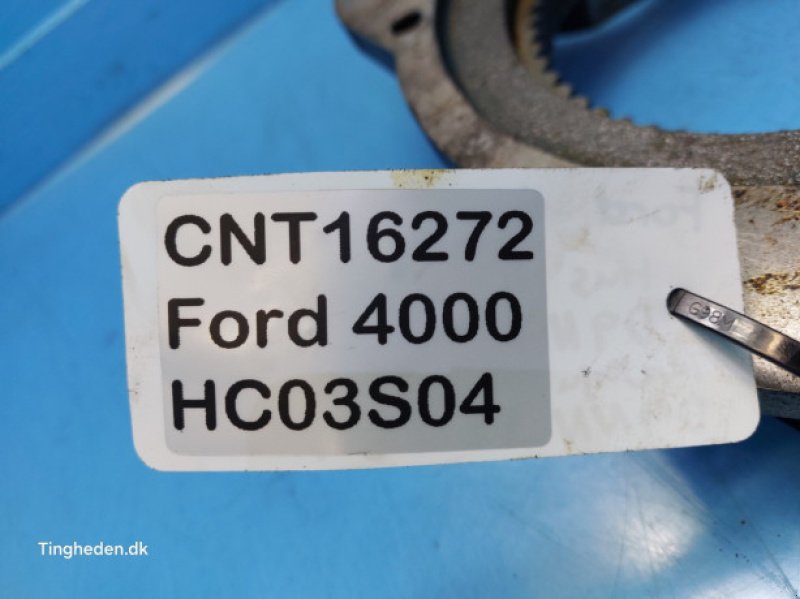 CNT16272
Ford 4000
HC03S04
Tingheden.dk